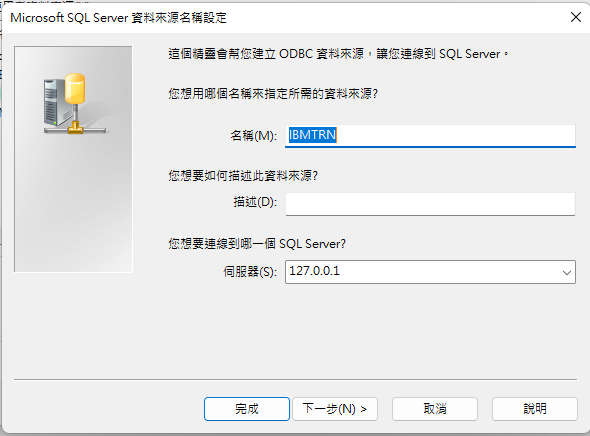 Microsoft SQL Server 資料來源名稱設定
這個精靈會幫您建立 ODBC 資料來源，讓您連線到 SQL Server。
您想用哪個名稱來指定所需的資料來源?
名稱(M): IBMTRN
您想要如何描述此資料來源?
描述(D):
您想要連線到哪一個 SQL Server?
伺服器(S): 127.0.0.1
完成 下一步(N) > 取消 說明